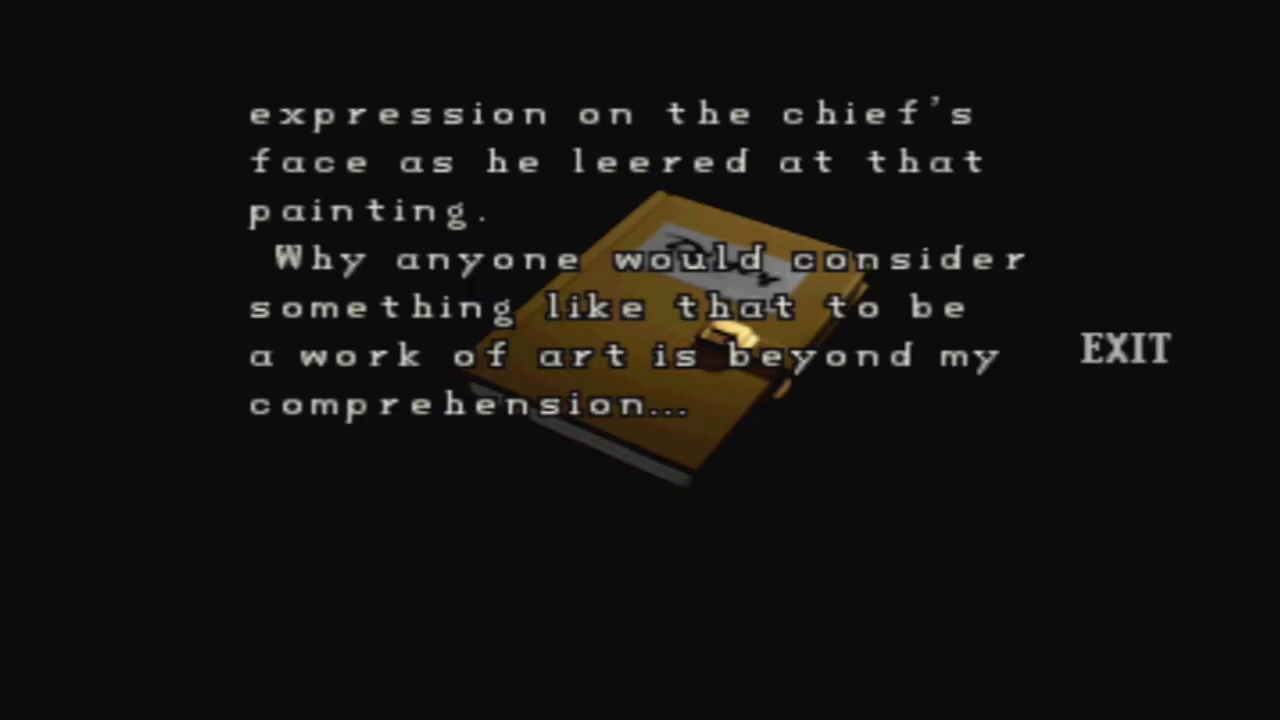 expression on the chief's
face as he leered at that
painting.
Why anyone would consider
something like that to be
a work of art is beyond my
comprehension...
EXIT
Diary